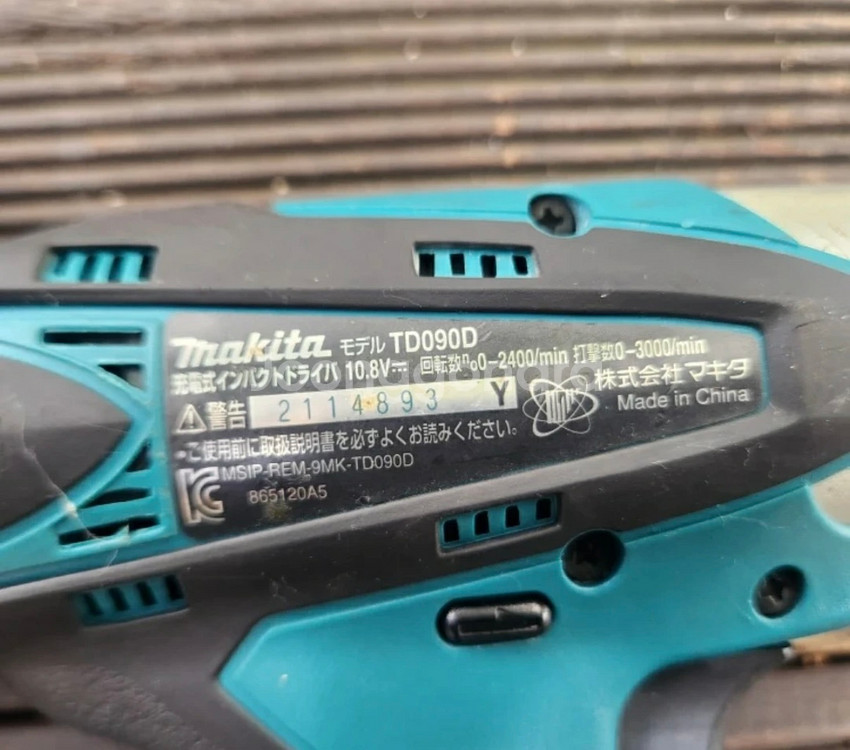 makita モデル TD090D
充電式インパクトドライバ 10.8V⎓ 回転数n₀0-2400/min 打撃数0-3000/min
⚠警告 2114893 Y 株式会社マキタ
Made in China
•ご使用前に取扱説明書を必ずよくお読みください。
MSIP-REM-9MK-TD090D
865120A5